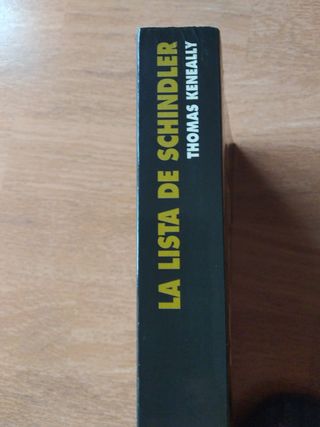 LA LISTA DE SCHINDLER
THOMAS KENEALLY